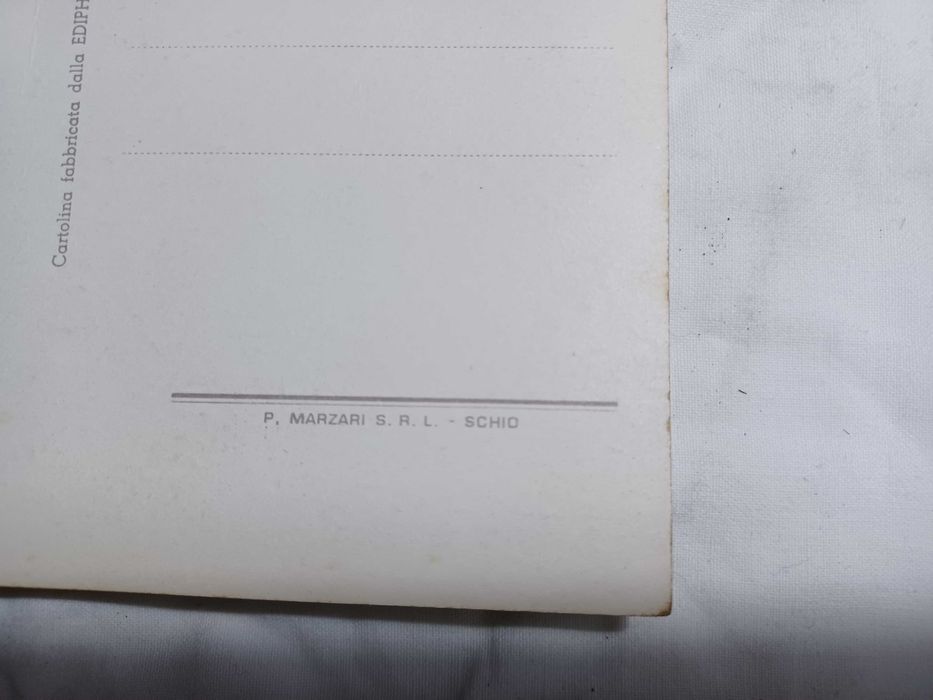 Cartolina fabbricata dalla EDIPH
P. MARZARI S. R. L. - SCHIO